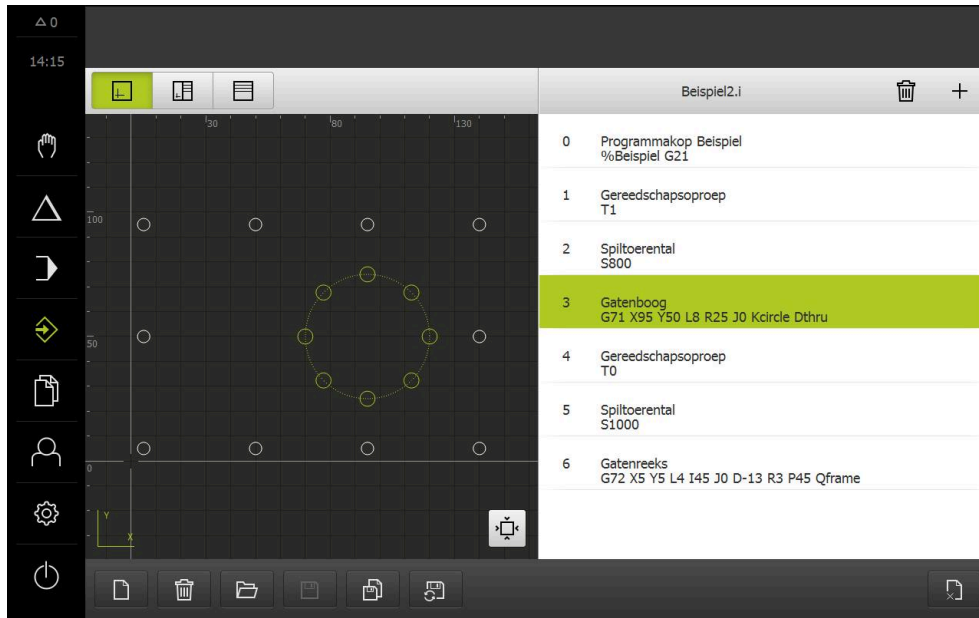 0
14:15
Beispiel2.i
30 80 130
100
50
0
Y
X
0 Programmakop Beispiel
%Beispiel G21
1 Gereedschapsoproep
T1
2 Spiltoerental
S800
3 Gatenboog
G71 X95 Y50 L8 R25 J0 Kcircle Dthru
4 Gereedschapsoproep
T0
5 Spiltoerental
S1000
6 Gatenreeks
G72 X5 Y5 L4 I45 J0 D-13 R3 P45 Qframe